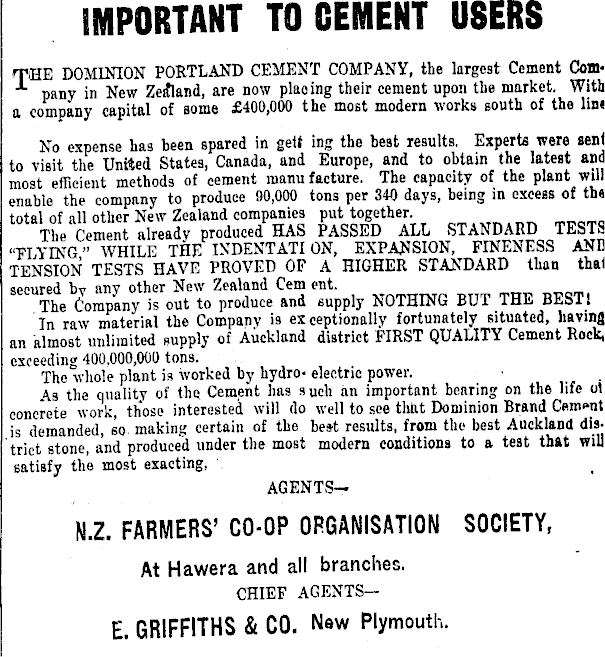 IMPORTANT TO CEMENT USERS
THE DOMINION PORTLAND CEMENT COMPANY, the largest Cement Com-
pany in New Zealand, are now placing their cement upon the market. With
a company capital of some £400,000 the most modern works south of the line
No expense has been spared in gett ing the best results. Experts were sent
to visit the United States, Canada, and Europe, and to obtain the latest and
most efficient methods of cement manu facture. The capacity of the plant will
enable the company to produce 90,000 tons per 340 days, being in excess of the
total of all other New Zealand companies put together.
The Cement already produced HAS PASSED ALL STANDARD TESTS
"FLYING," WHILE THE INDENTATI ON, EXPANSION, FINENESS AND
TENSION TESTS HAVE PROVED OF A HIGHER STANDARD than that
secured by any other New Zealand Cem ent.
The Company is out to produce and supply NOTHING BUT THE BEST!
In raw material the Company is ex ceptionally fortunately situated, having
an almost unlimited supply of Auckland district FIRST QUALITY Cement Rock,
exceeding 400,000,000 tons.
The whole plant is worked by hydro- electric power.
As the quality of the Cement has s uch an important bearing on the life of
concrete work, those interested will do well to see that Dominion Brand Cement
is demanded, so making certain of the best results, from the best Auckland dis-
trict stone, and produced under the most modern conditions to a test that will
satisfy the most exacting,
AGENTS—
N.Z. FARMERS' CO-OP ORGANISATION SOCIETY,
At Hawera and all branches.
CHIEF AGENTS—
E. GRIFFITHS & CO. New Plymouth.